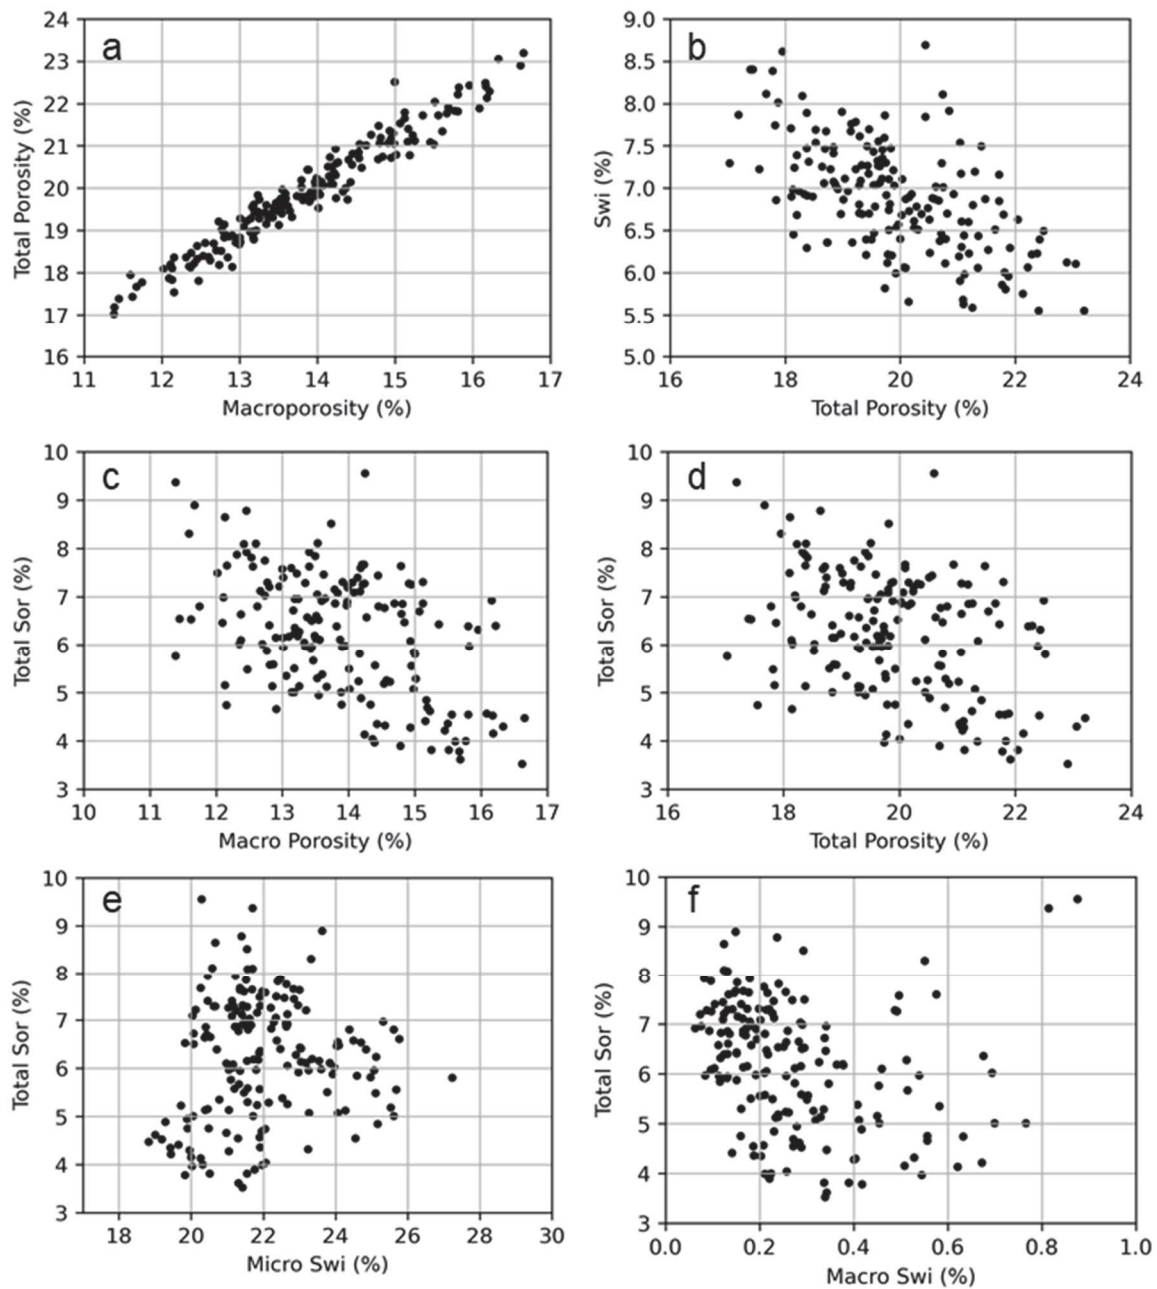 a
24
23
22
21
20
19
18
17
16
11 12 13 14 15 16 17
Total Porosity (%)
Macroporosity (%)
b
9.0
8.5
8.0
7.5
7.0
6.5
6.0
5.5
5.0
16 18 20 22 24
Swi (%)
Total Porosity (%)
c
10
9
8
7
6
5
4
3
10 11 12 13 14 15 16 17
Total Sor (%)
Macro Porosity (%)
d
10
9
8
7
6
5
4
3
16 18 20 22 24
Total Sor (%)
Total Porosity (%)
e
10
9
8
7
6
5
4
3
18 20 22 24 26 28 30
Total Sor (%)
Micro Swi (%)
f
10
9
8
7
6
5
4
3
0.0 0.2 0.4 0.6 0.8 1.0
Total Sor (%)
Macro Swi (%)